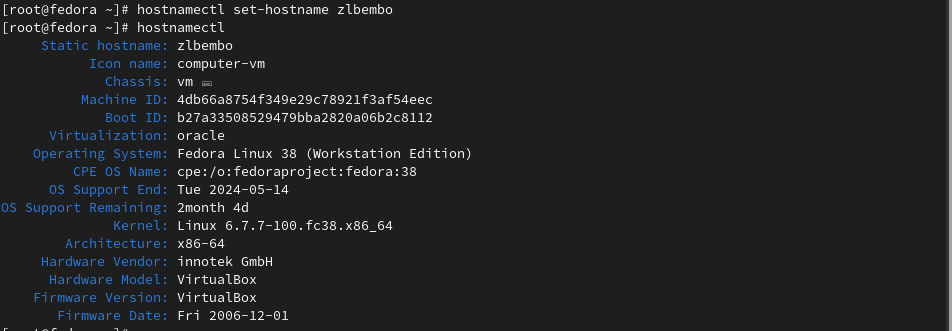 [root@fedora ~]# hostnamectl set-hostname zlbembo
[root@fedora ~]# hostnamectl
Static hostname: zlbembo
Icon name: computer-vm
Chassis: vm 🖴
Machine ID: 4db66a8754f349e29c78921f3af54eec
Boot ID: b27a33508529479bba2820a06b2c8112
Virtualization: oracle
Operating System: Fedora Linux 38 (Workstation Edition)
CPE OS Name: cpe:/o:fedoraproject:fedora:38
OS Support End: Tue 2024-05-14
OS Support Remaining: 2month 4d
Kernel: Linux 6.7.7-100.fc38.x86_64
Architecture: x86-64
Hardware Vendor: innotek GmbH
Hardware Model: VirtualBox
Firmware Version: VirtualBox
Firmware Date: Fri 2006-12-01
[root@fedora ~]#